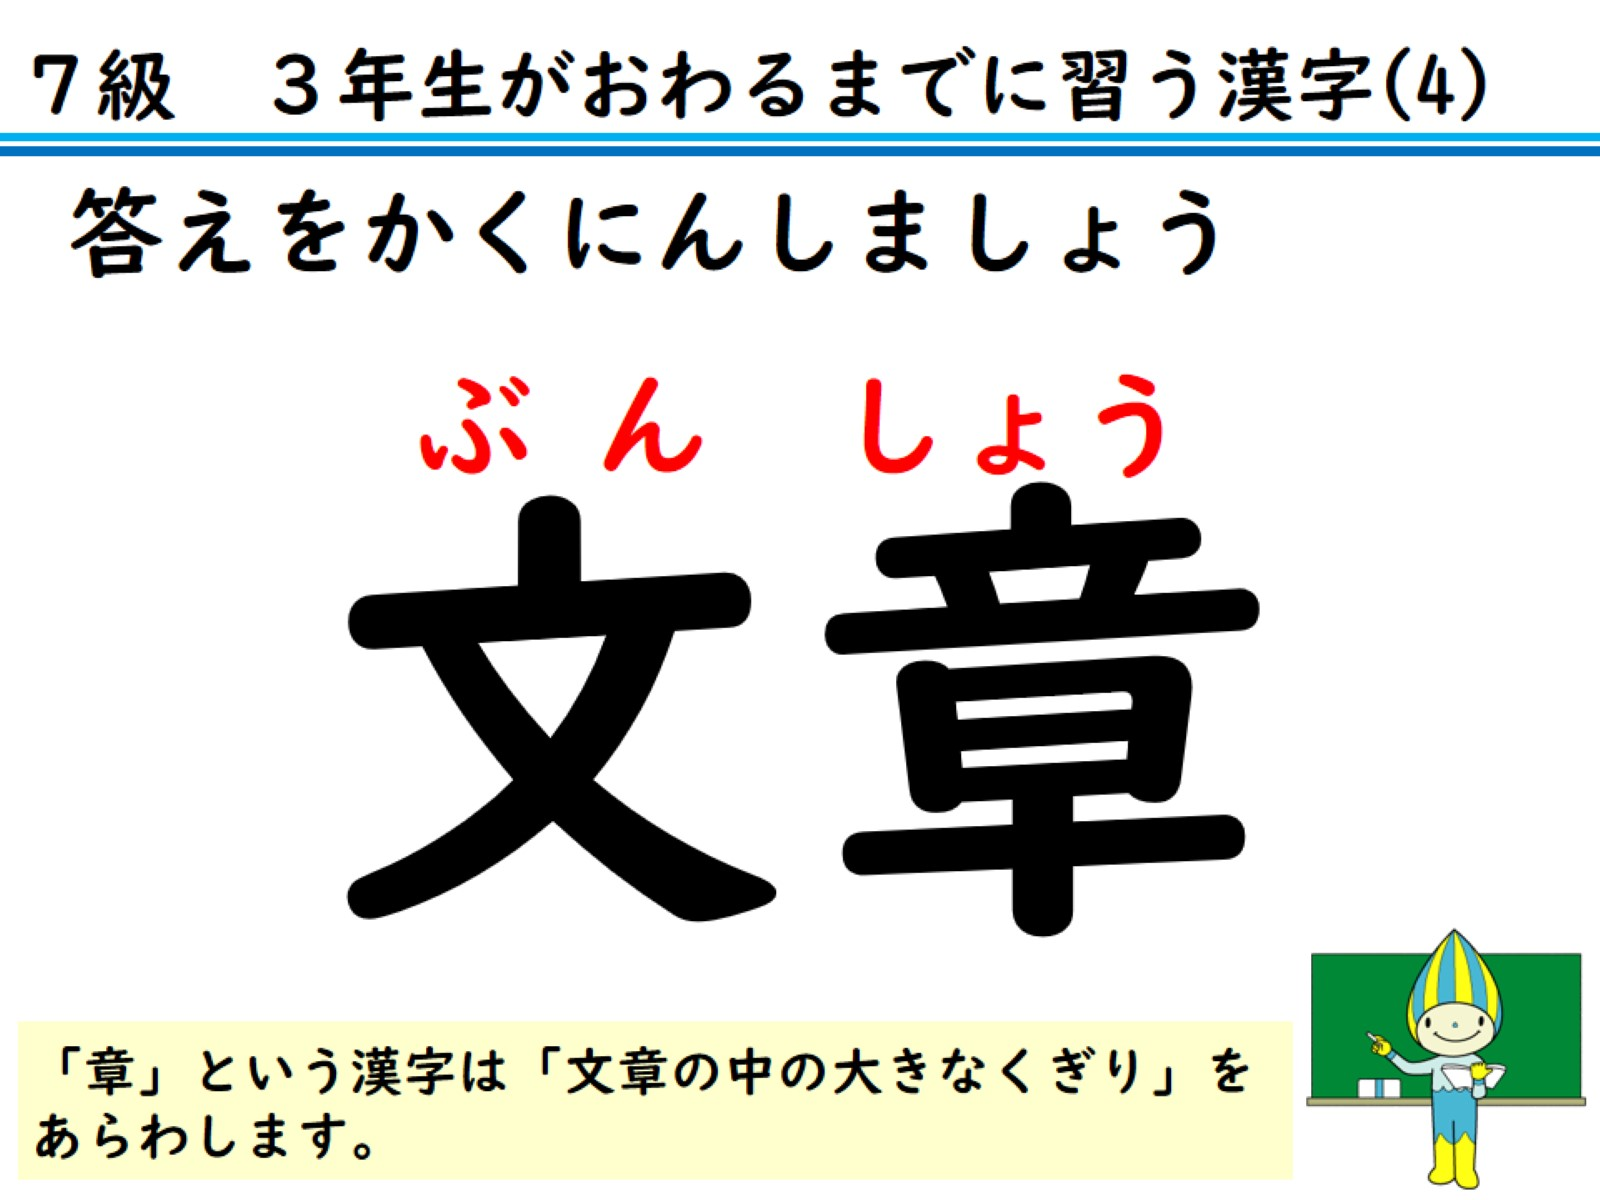 ７級　３年生がおわるまでに習う漢字(4)
答えをかくにんしましょう
ぶん　しょう
文章
「章」という漢字は「文章の中の大きなくぎり」を
あらわします。